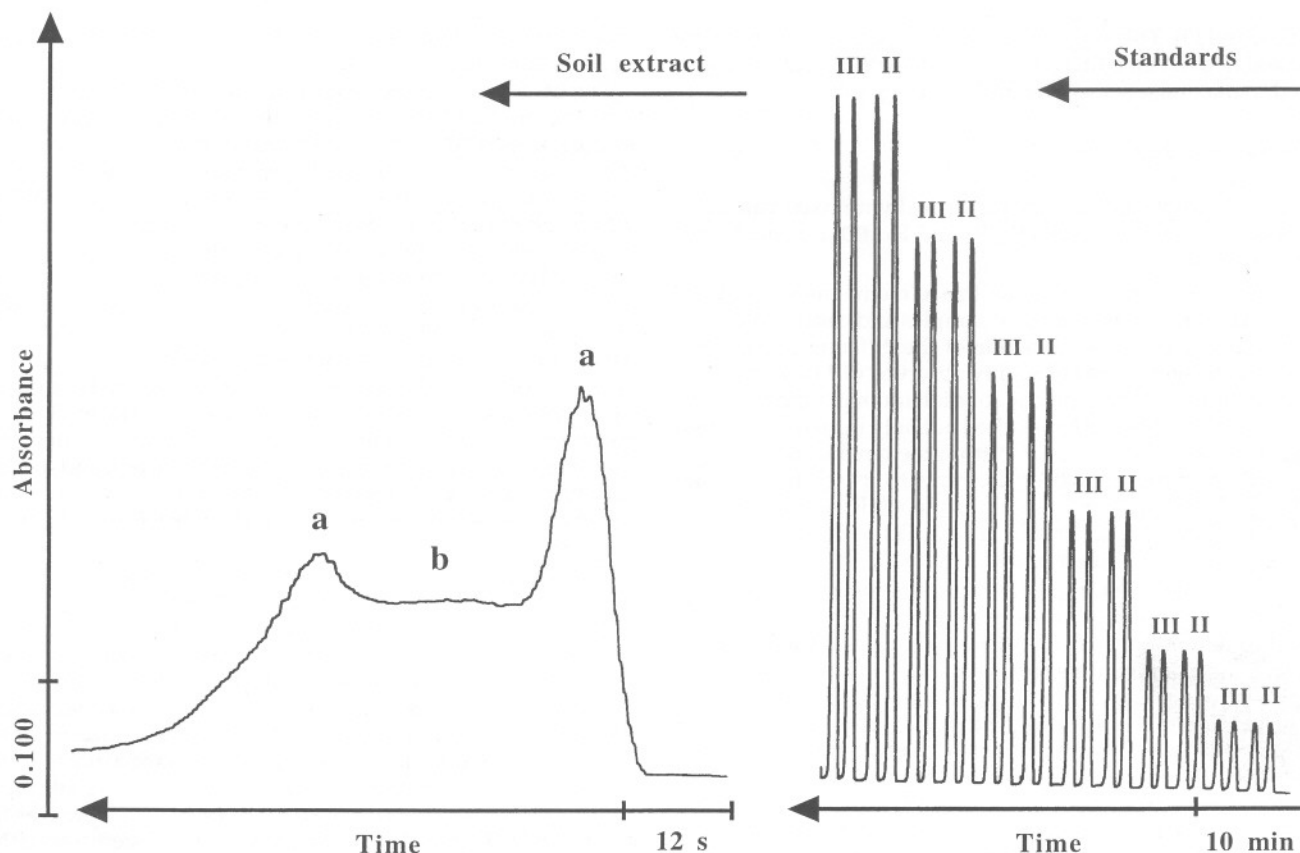 Soil extract
Standards
III II
III II
III II
III II
III II
III II
a
a
b
Absorbance
0.100
Time
12 s
Time
10 min